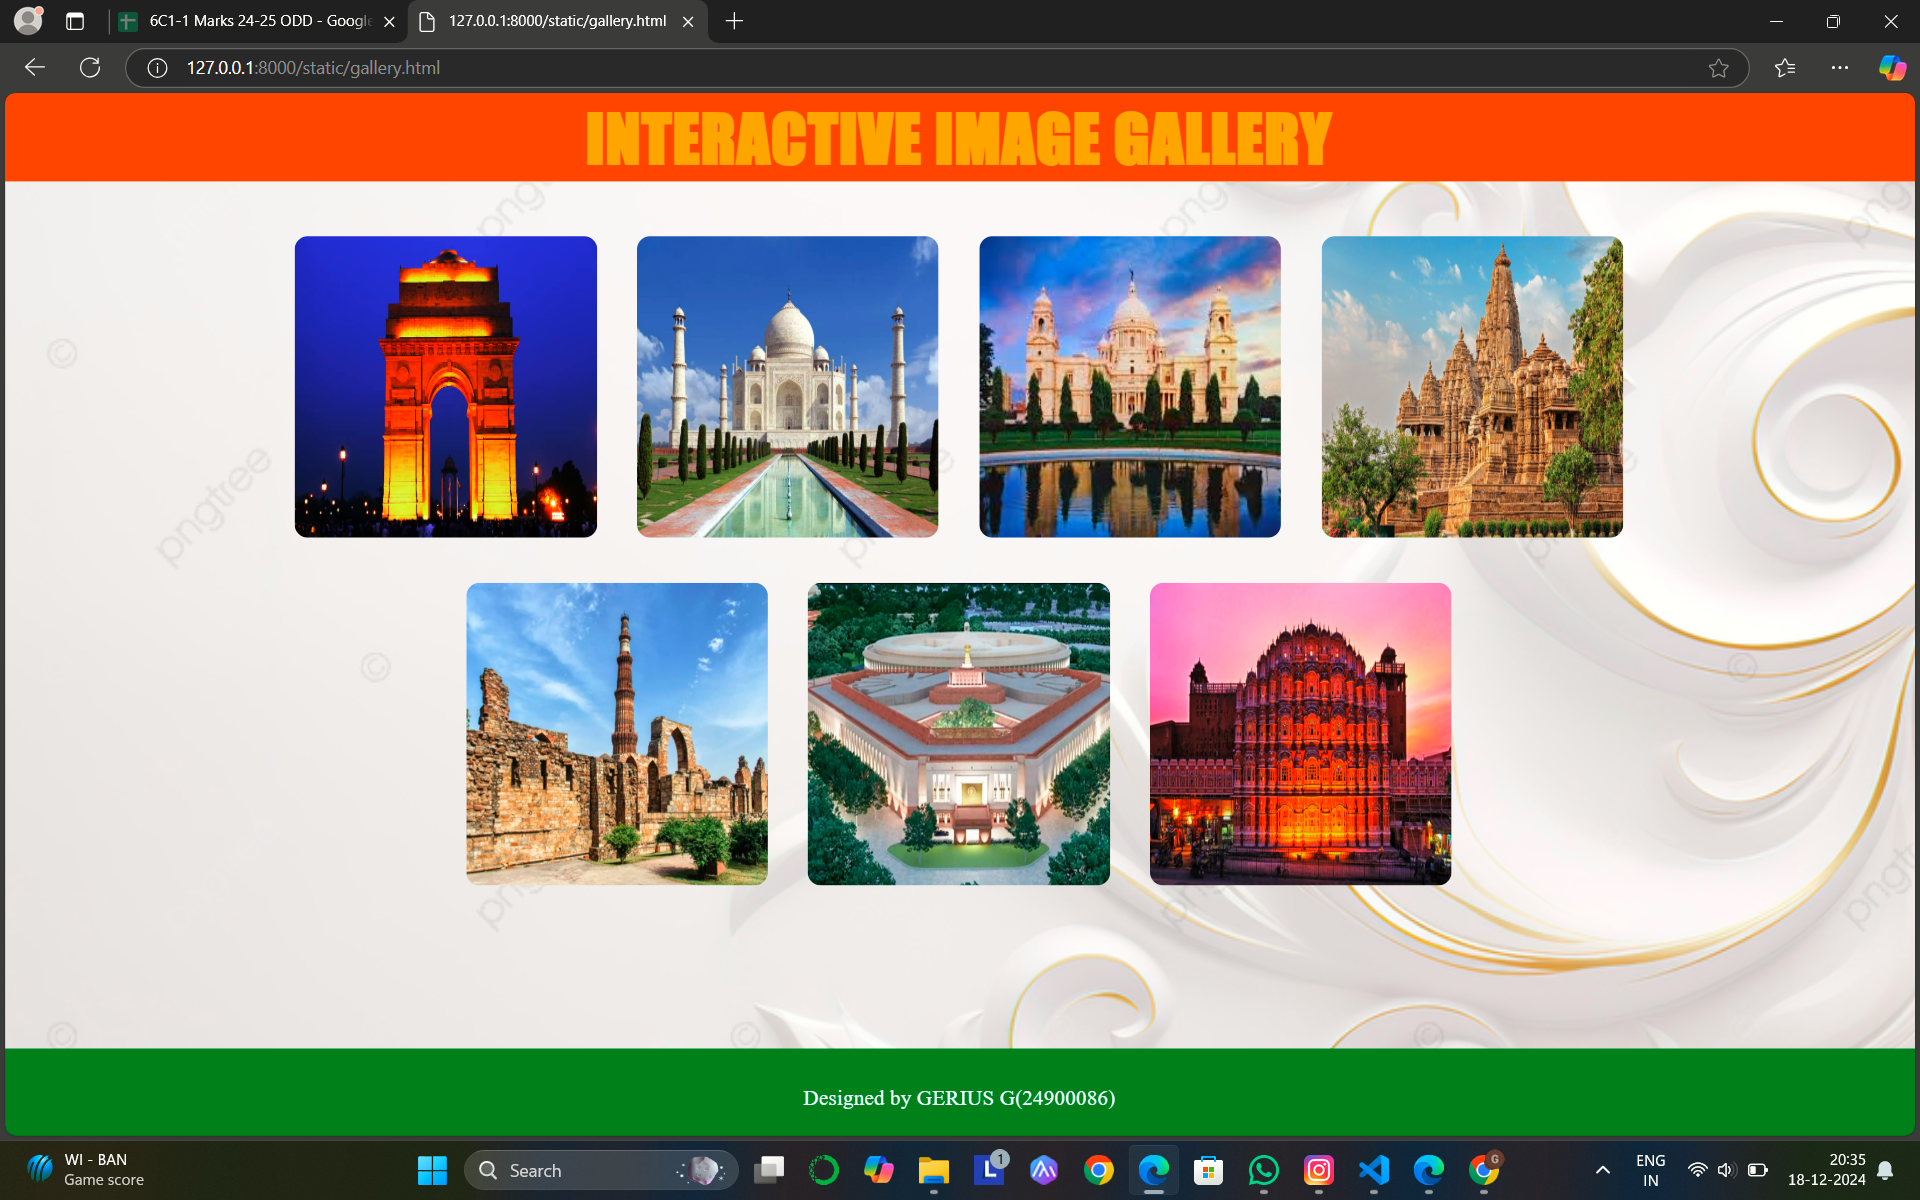 6C1-1 Marks 24-25 ODD - Google
127.0.0.1:8000/static/gallery.html
127.0.0.1:8000/static/gallery.html
INTERACTIVE IMAGE GALLERY
pngtree
Designed by GERIUS G(24900086)
WI - BAN
Game score
Search
1
G
ENG
IN
20:35
18-12-2024